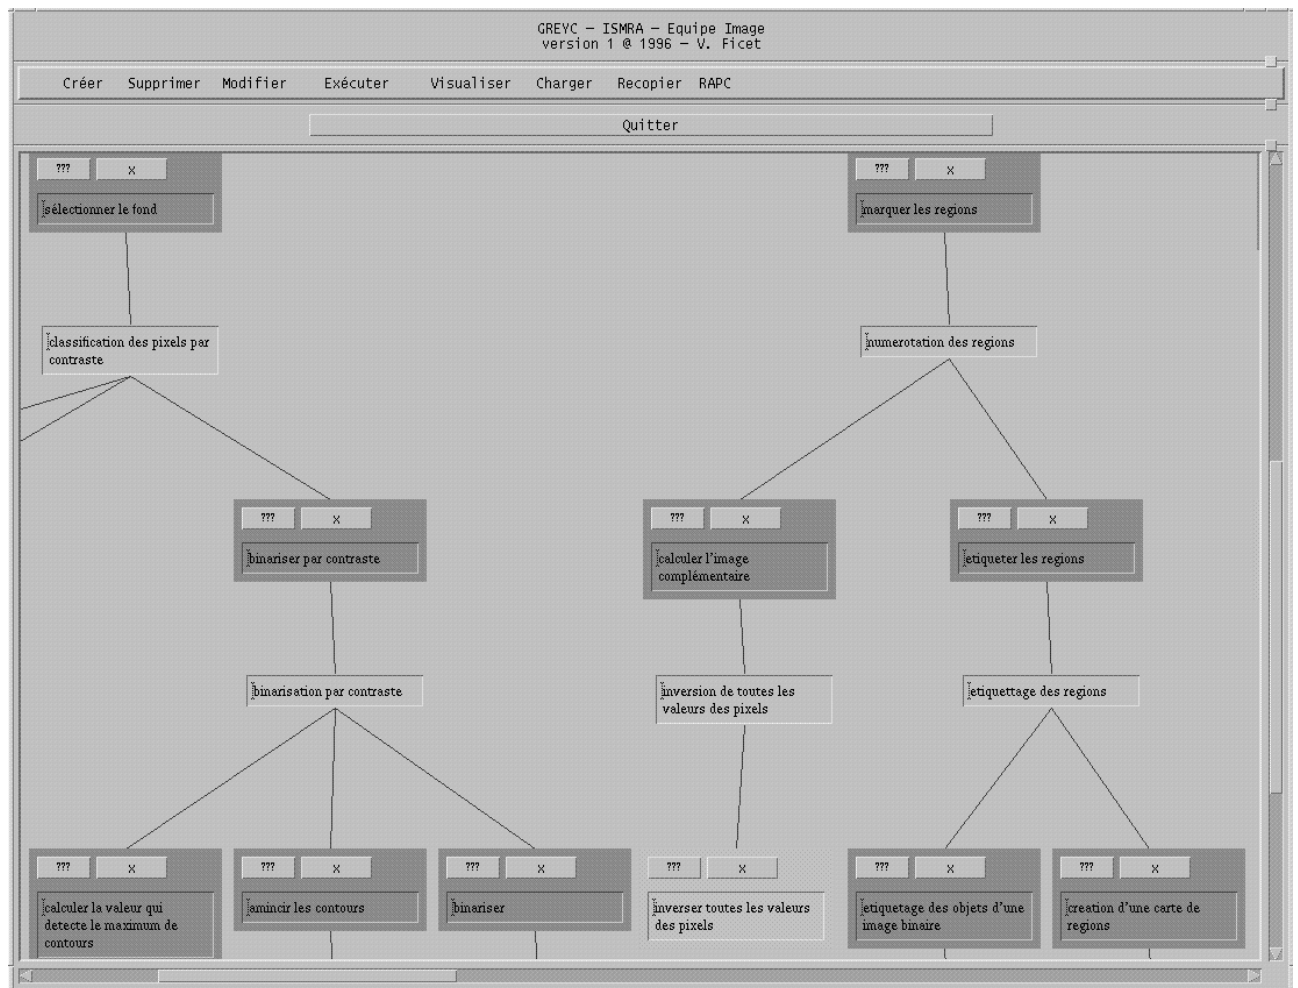 GREYC – ISMRA – Equipe Image
version 1 @ 1996 – V. Ficet
Créer Supprimer Modifier Exécuter Visualiser Charger Recopier RAPC
Quitter
??? X
sélectionner le fond
??? X
marquer les regions
classification des pixels par
contraste
numerotation des regions
??? X
binariser par contraste
??? X
calculer l'image
complémentaire
??? X
etiqueter les regions
binarisation par contraste
inversion de toutes les
valeurs des pixels
etiquettage des regions
??? X
calculer la valeur qui
detecte le maximum de
contours
??? X
amincir les contours
??? X
binariser
??? X
inverser toutes les valeurs
des pixels
??? X
etiquetage des objets d'une
image binaire
??? X
creation d'une carte de
regions